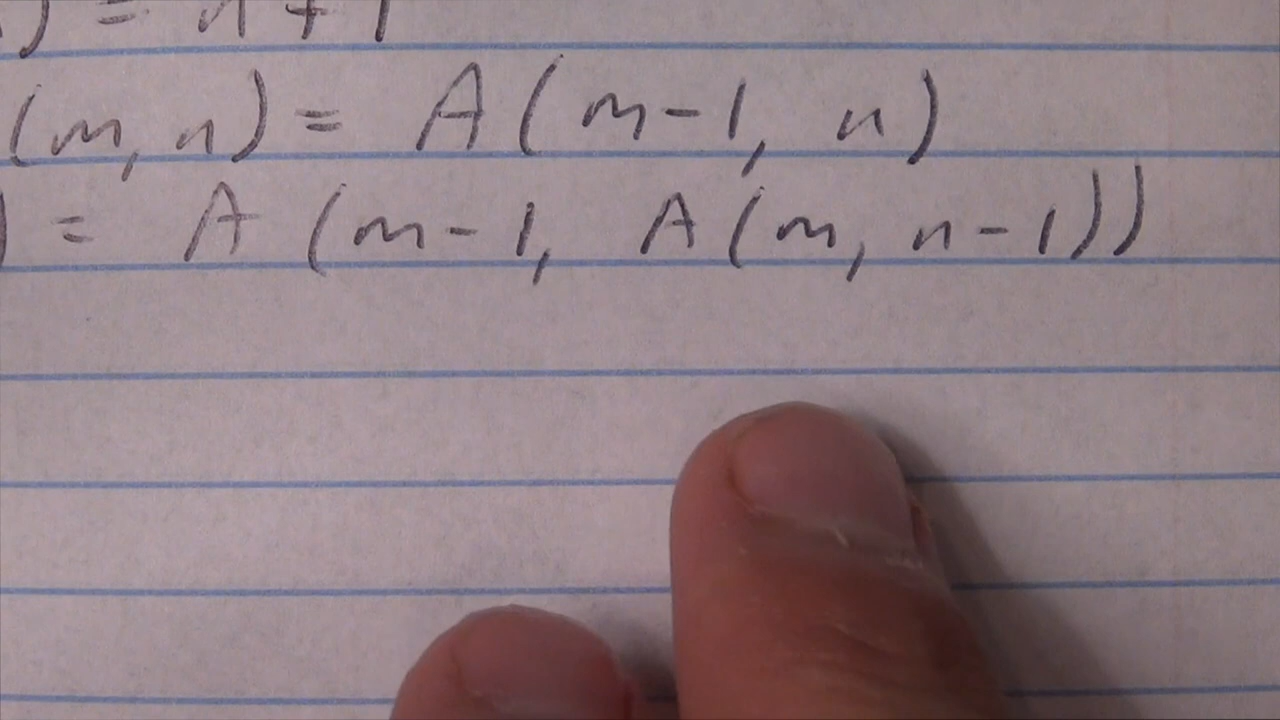 ) = n + 1
(m, n) = A(m-1, n)
) = A(m-1, A(m, n-1))